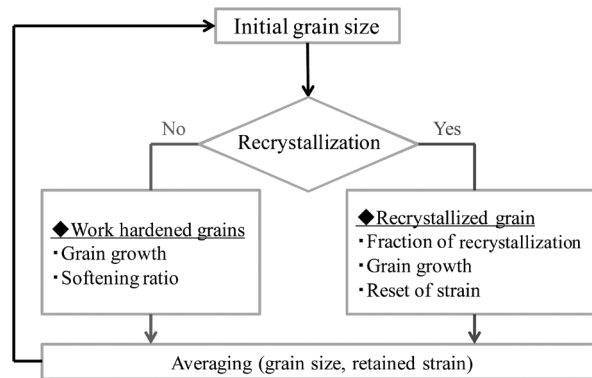 Initial grain size
No
Recrystallization
Yes
◆Work hardened grains
・Grain growth
・Softening ratio
◆Recrystallized grain
・Fraction of recrystallization
・Grain growth
・Reset of strain
Averaging (grain size, retained strain)